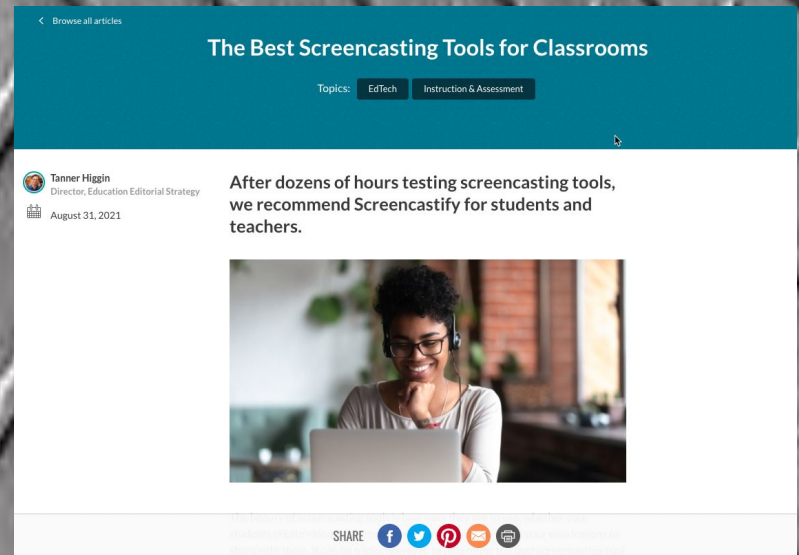 Browse all articles
The Best Screencasting Tools for Classrooms
Topics: EdTech Instruction & Assessment
Tanner Higgin
Director, Education Editorial Strategy
August 31, 2021
After dozens of hours testing screencasting tools,
we recommend Screencastify for students and
teachers.
SHARE